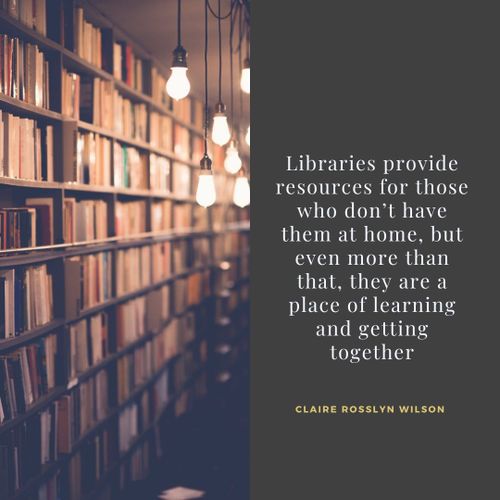 Libraries provide
resources for those
who don’t have
them at home, but
even more than
that, they are a
place of learning
and getting
together
CLAIRE ROSSLYN WILSON